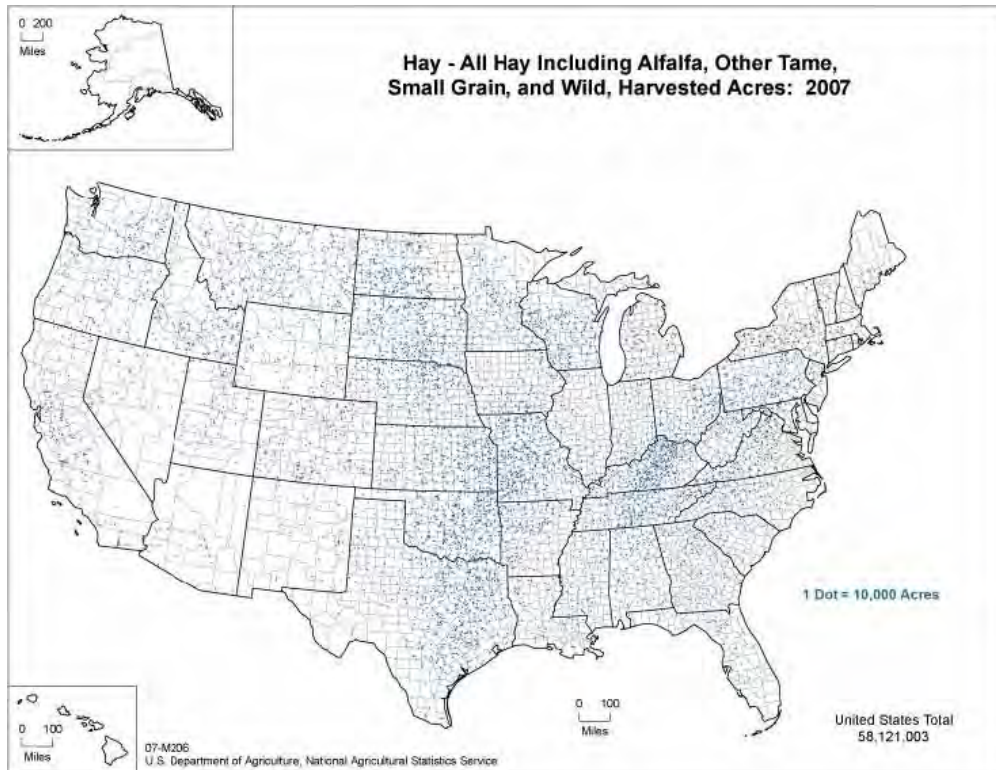 0 200
Miles
Hay - All Hay Including Alfalfa, Other Tame,
Small Grain, and Wild, Harvested Acres: 2007
1 Dot = 10,000 Acres
0 100
Miles
United States Total
58,121,003
0 100
Miles
07-M206
U.S. Department of Agriculture, National Agricultural Statistics Service